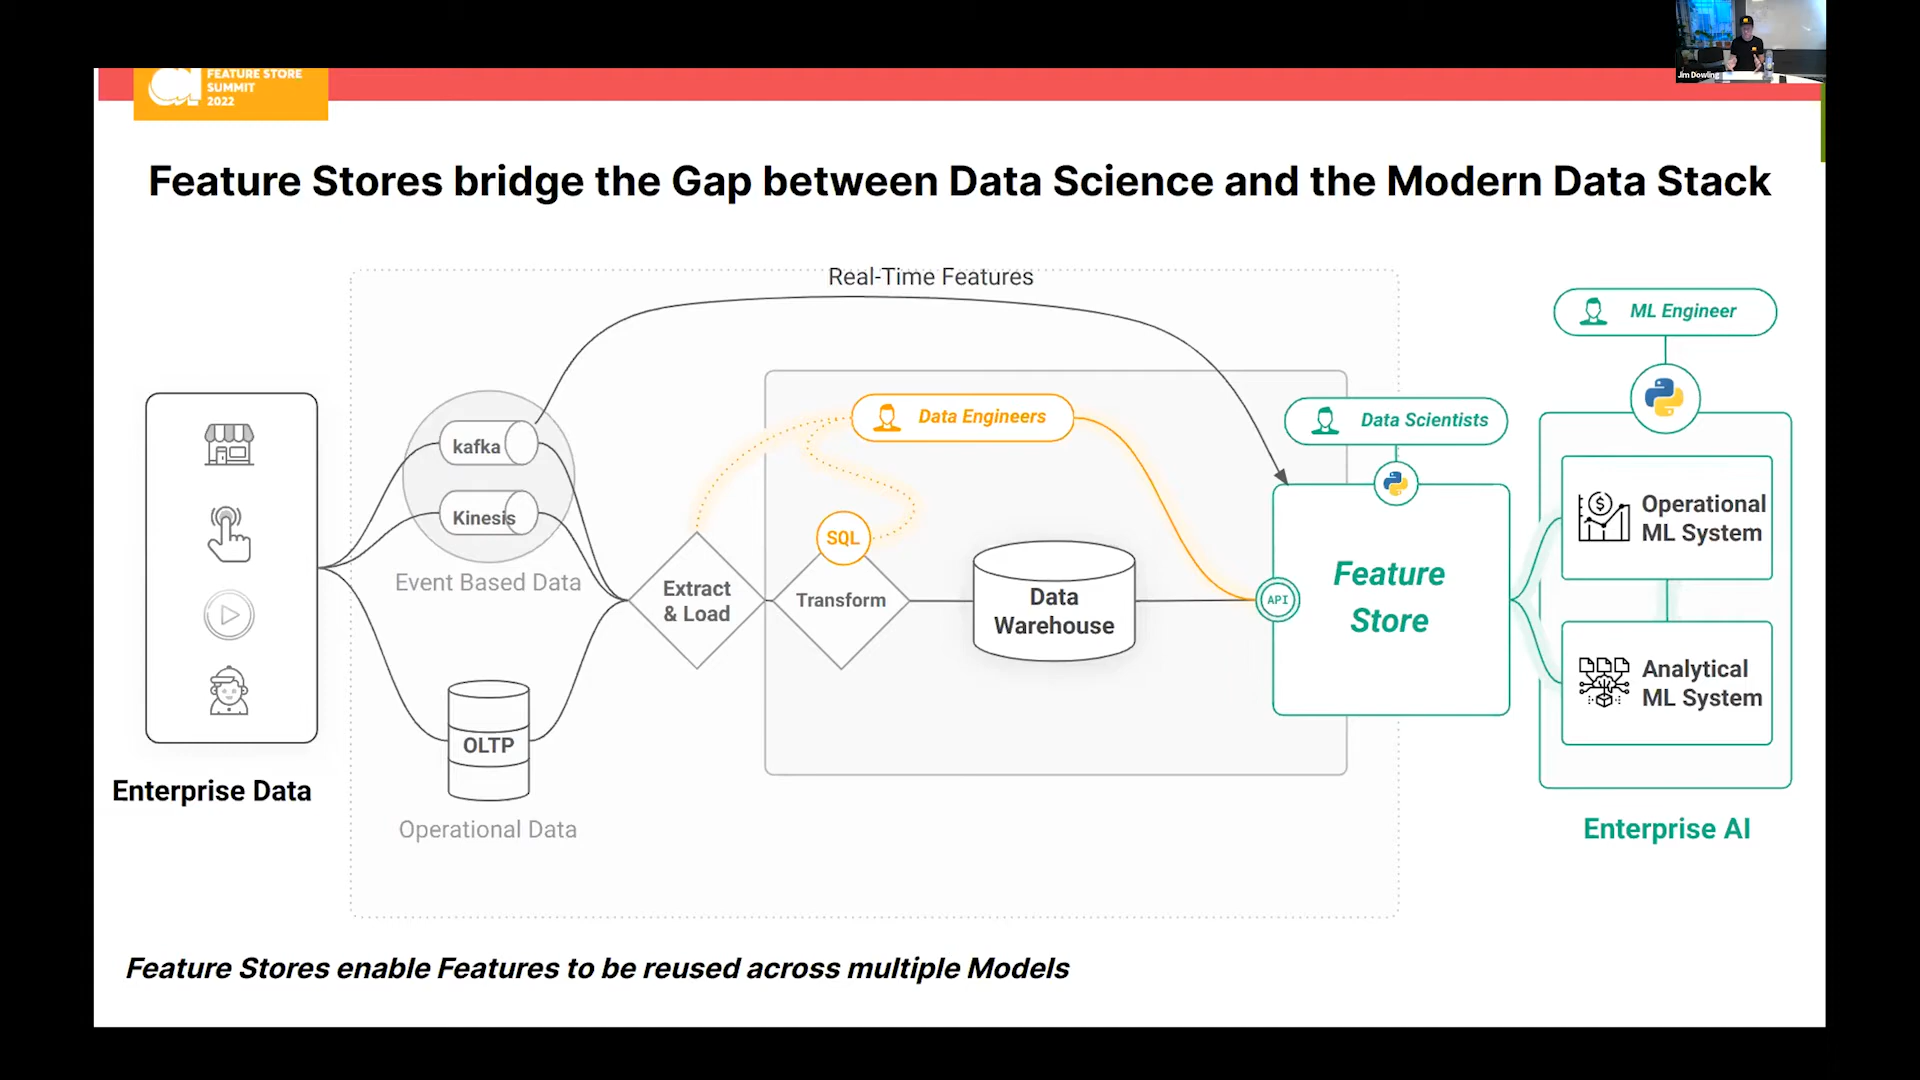 FEATURE STORE
SUMMIT
2022
Jim Dowling
Feature Stores bridge the Gap between Data Science and the Modern Data Stack
Real-Time Features
ML Engineer
Data Engineers
Data Scientists
kafka
Kinesis
Event Based Data
SQL
Extract
& Load
Transform
Data
Warehouse
API
Feature
Store
Operational
ML System
Analytical
ML System
OLTP
Operational Data
Enterprise Data
Enterprise AI
Feature Stores enable Features to be reused across multiple Models